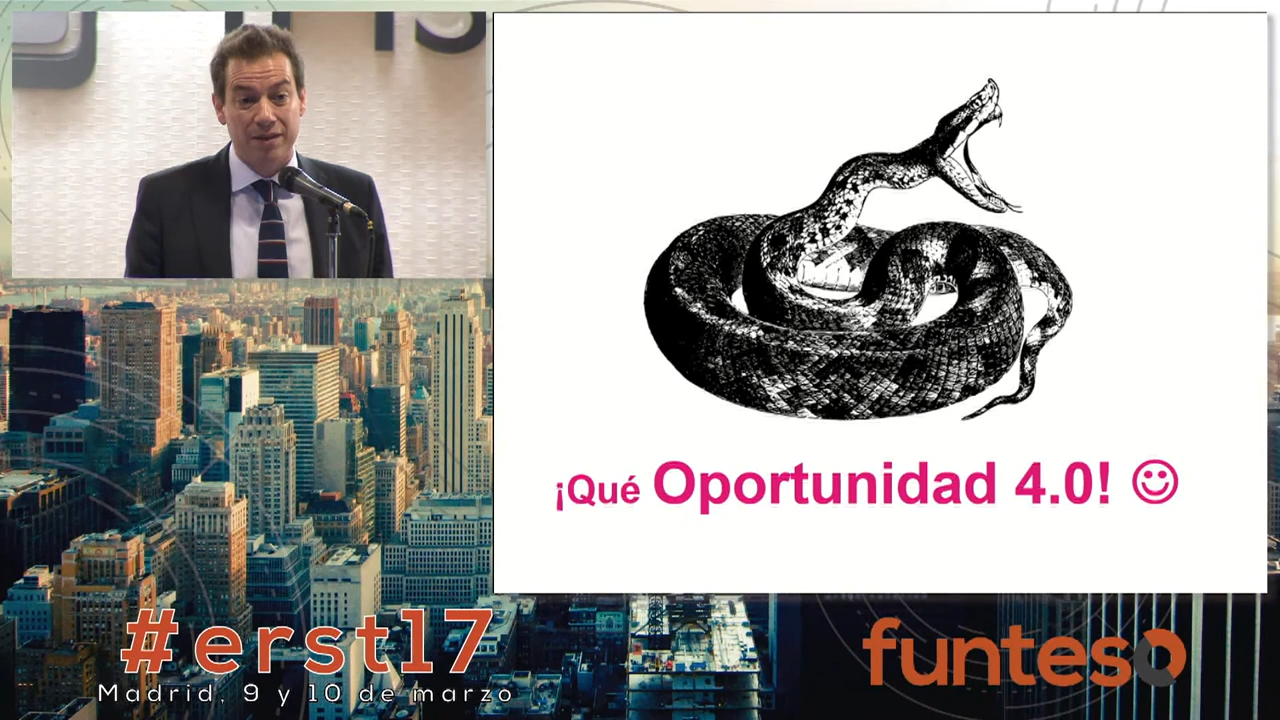 ¡Qué Oportunidad 4.0! ☺
#erst17
Madrid, 9 y 10 de marzo
funteso